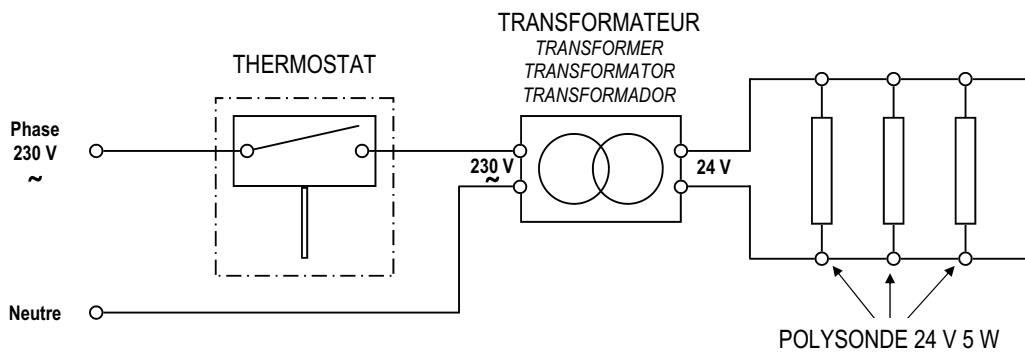 TRANSFORMATEUR
TRANSFORMER
TRANSFORMATOR
TRANSFORMADOR
THERMOSTAT
Phase
230 V
~
230 V
~
24 V
Neutre
POLYSONDE 24 V 5 W